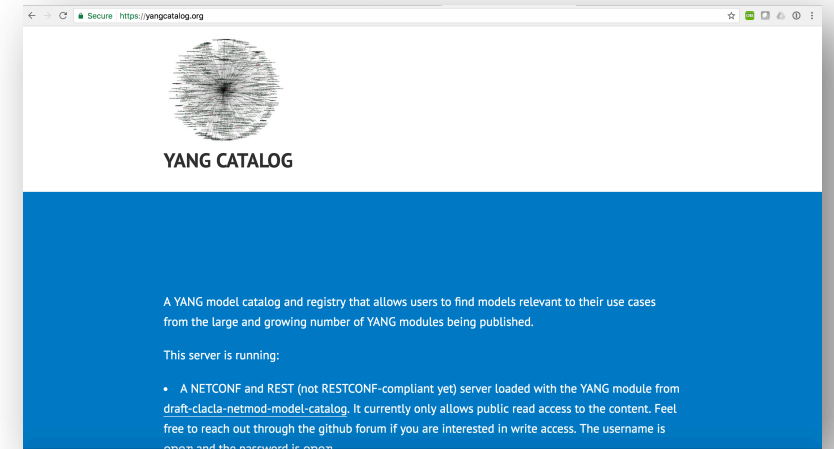 Secure https://yangcatalog.org
YANG CATALOG
A YANG model catalog and registry that allows users to find models relevant to their use cases
from the large and growing number of YANG modules being published.
This server is running:
• A NETCONF and REST (not RESTCONF-compliant yet) server loaded with the YANG module from
draft-clacla-netmod-model-catalog. It currently only allows public read access to the content. Feel
free to reach out through the github forum if you are interested in write access. The username is
and the password is